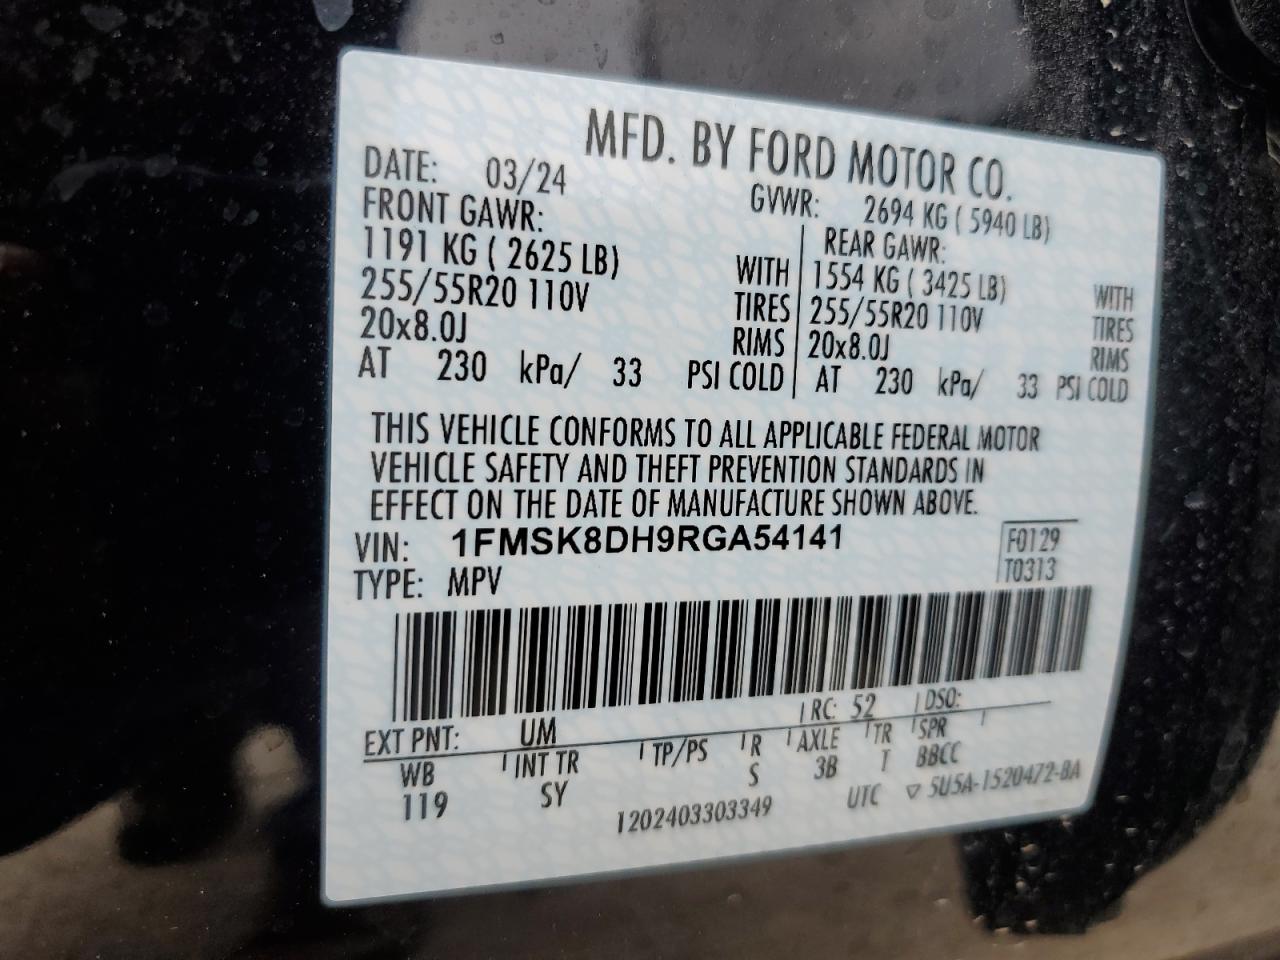 MFD. BY FORD MOTOR CO.
DATE: 03/24 GVWR: 2694 KG ( 5940 LB)
FRONT GAWR: REAR GAWR:
1191 KG ( 2625 LB) WITH 1554 KG ( 3425 LB) WITH
255/55R20 110V TIRES 255/55R20 110V TIRES
20x8.0J RIMS 20x8.0J RIMS
AT 230 kPa/ 33 PSI COLD AT 230 kPa/ 33 PSI COLD
THIS VEHICLE CONFORMS TO ALL APPLICABLE FEDERAL MOTOR
VEHICLE SAFETY AND THEFT PREVENTION STANDARDS IN
EFFECT ON THE DATE OF MANUFACTURE SHOWN ABOVE.
VIN: 1FMSK8DH9RGA54141 F0129
TYPE: MPV T0313
EXT PNT: UM RC: 52 DSO:
WB INT TR TP/PS R AXLE TR SPR
119 SY S 3B T BBCC
1202403303349 UTC ▽ 5U5A-1520472-BA